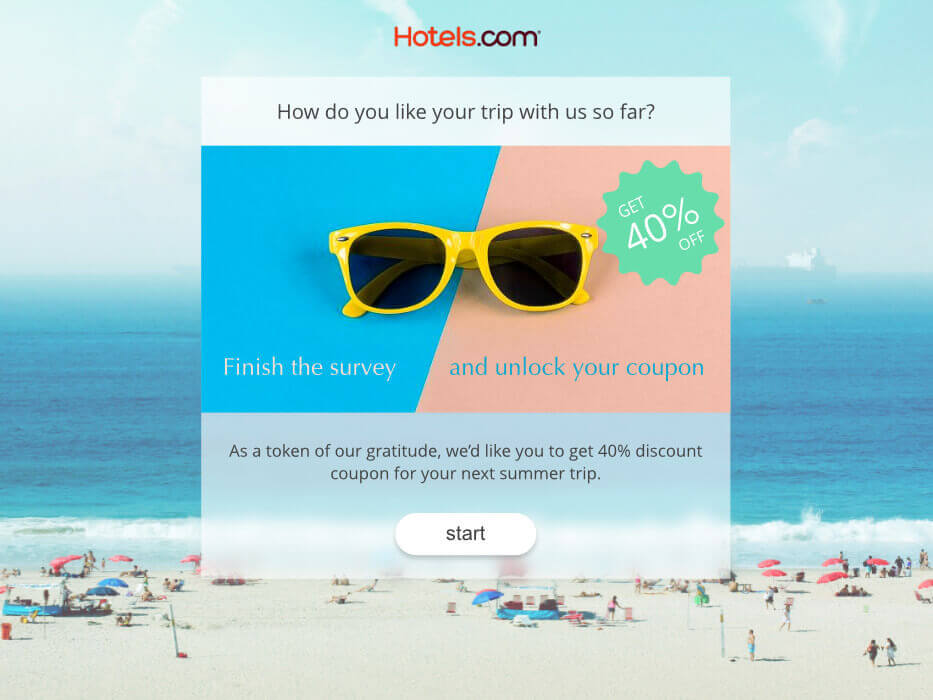 Hotels.com
How do you like your trip with us so far?
GET
40%
OFF
Finish the survey and unlock your coupon
As a token of our gratitude, we’d like you to get 40% discount
coupon for your next summer trip.
start